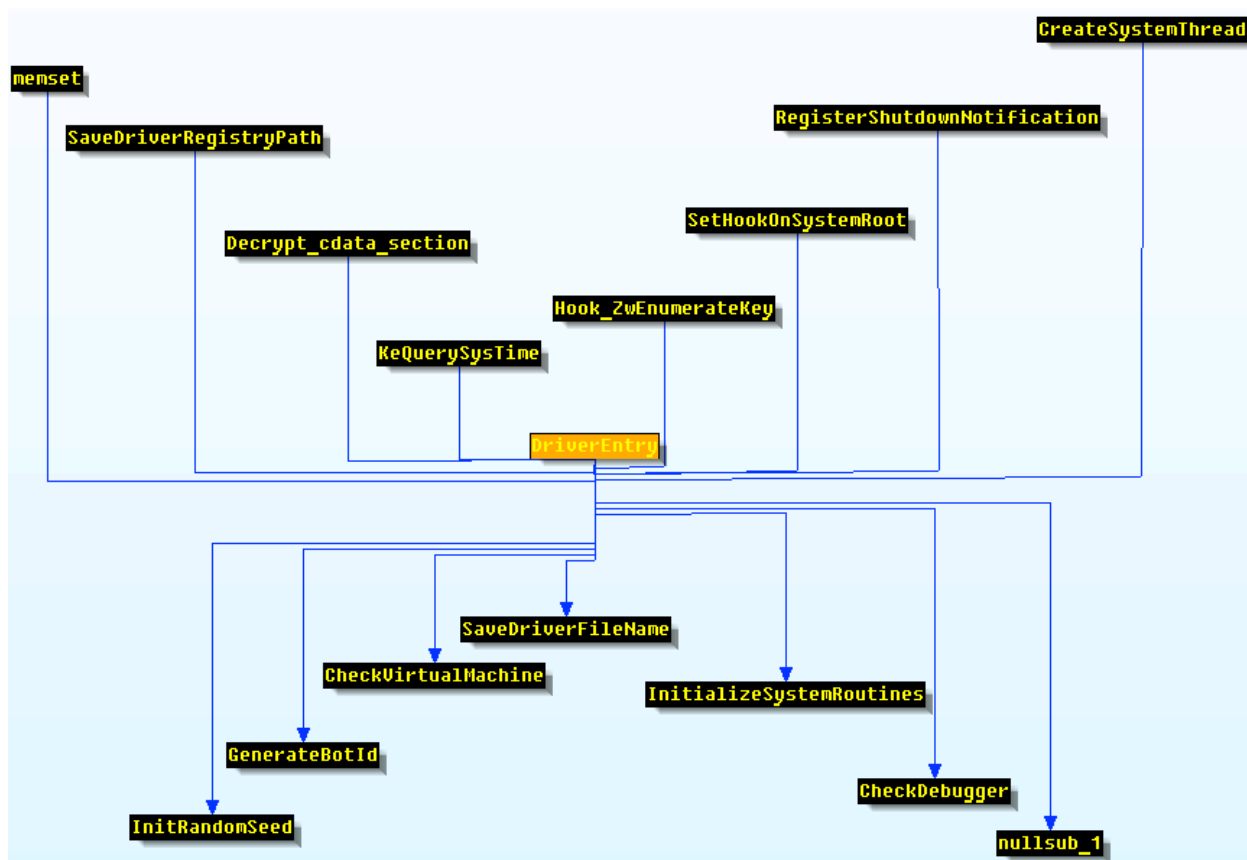 CreateSystemThread
memset
RegisterShutdownNotification
SaveDriverRegistryPath
SetHookOnSystemRoot
Decrypt_cdata_section
Hook_ZwEnumerateKey
KeQuerySysTime
DriverEntry
SaveDriverFileName
CheckVirtualMachine
InitializeSystemRoutines
GenerateBotId
CheckDebugger
InitRandomSeed
nullsub_1